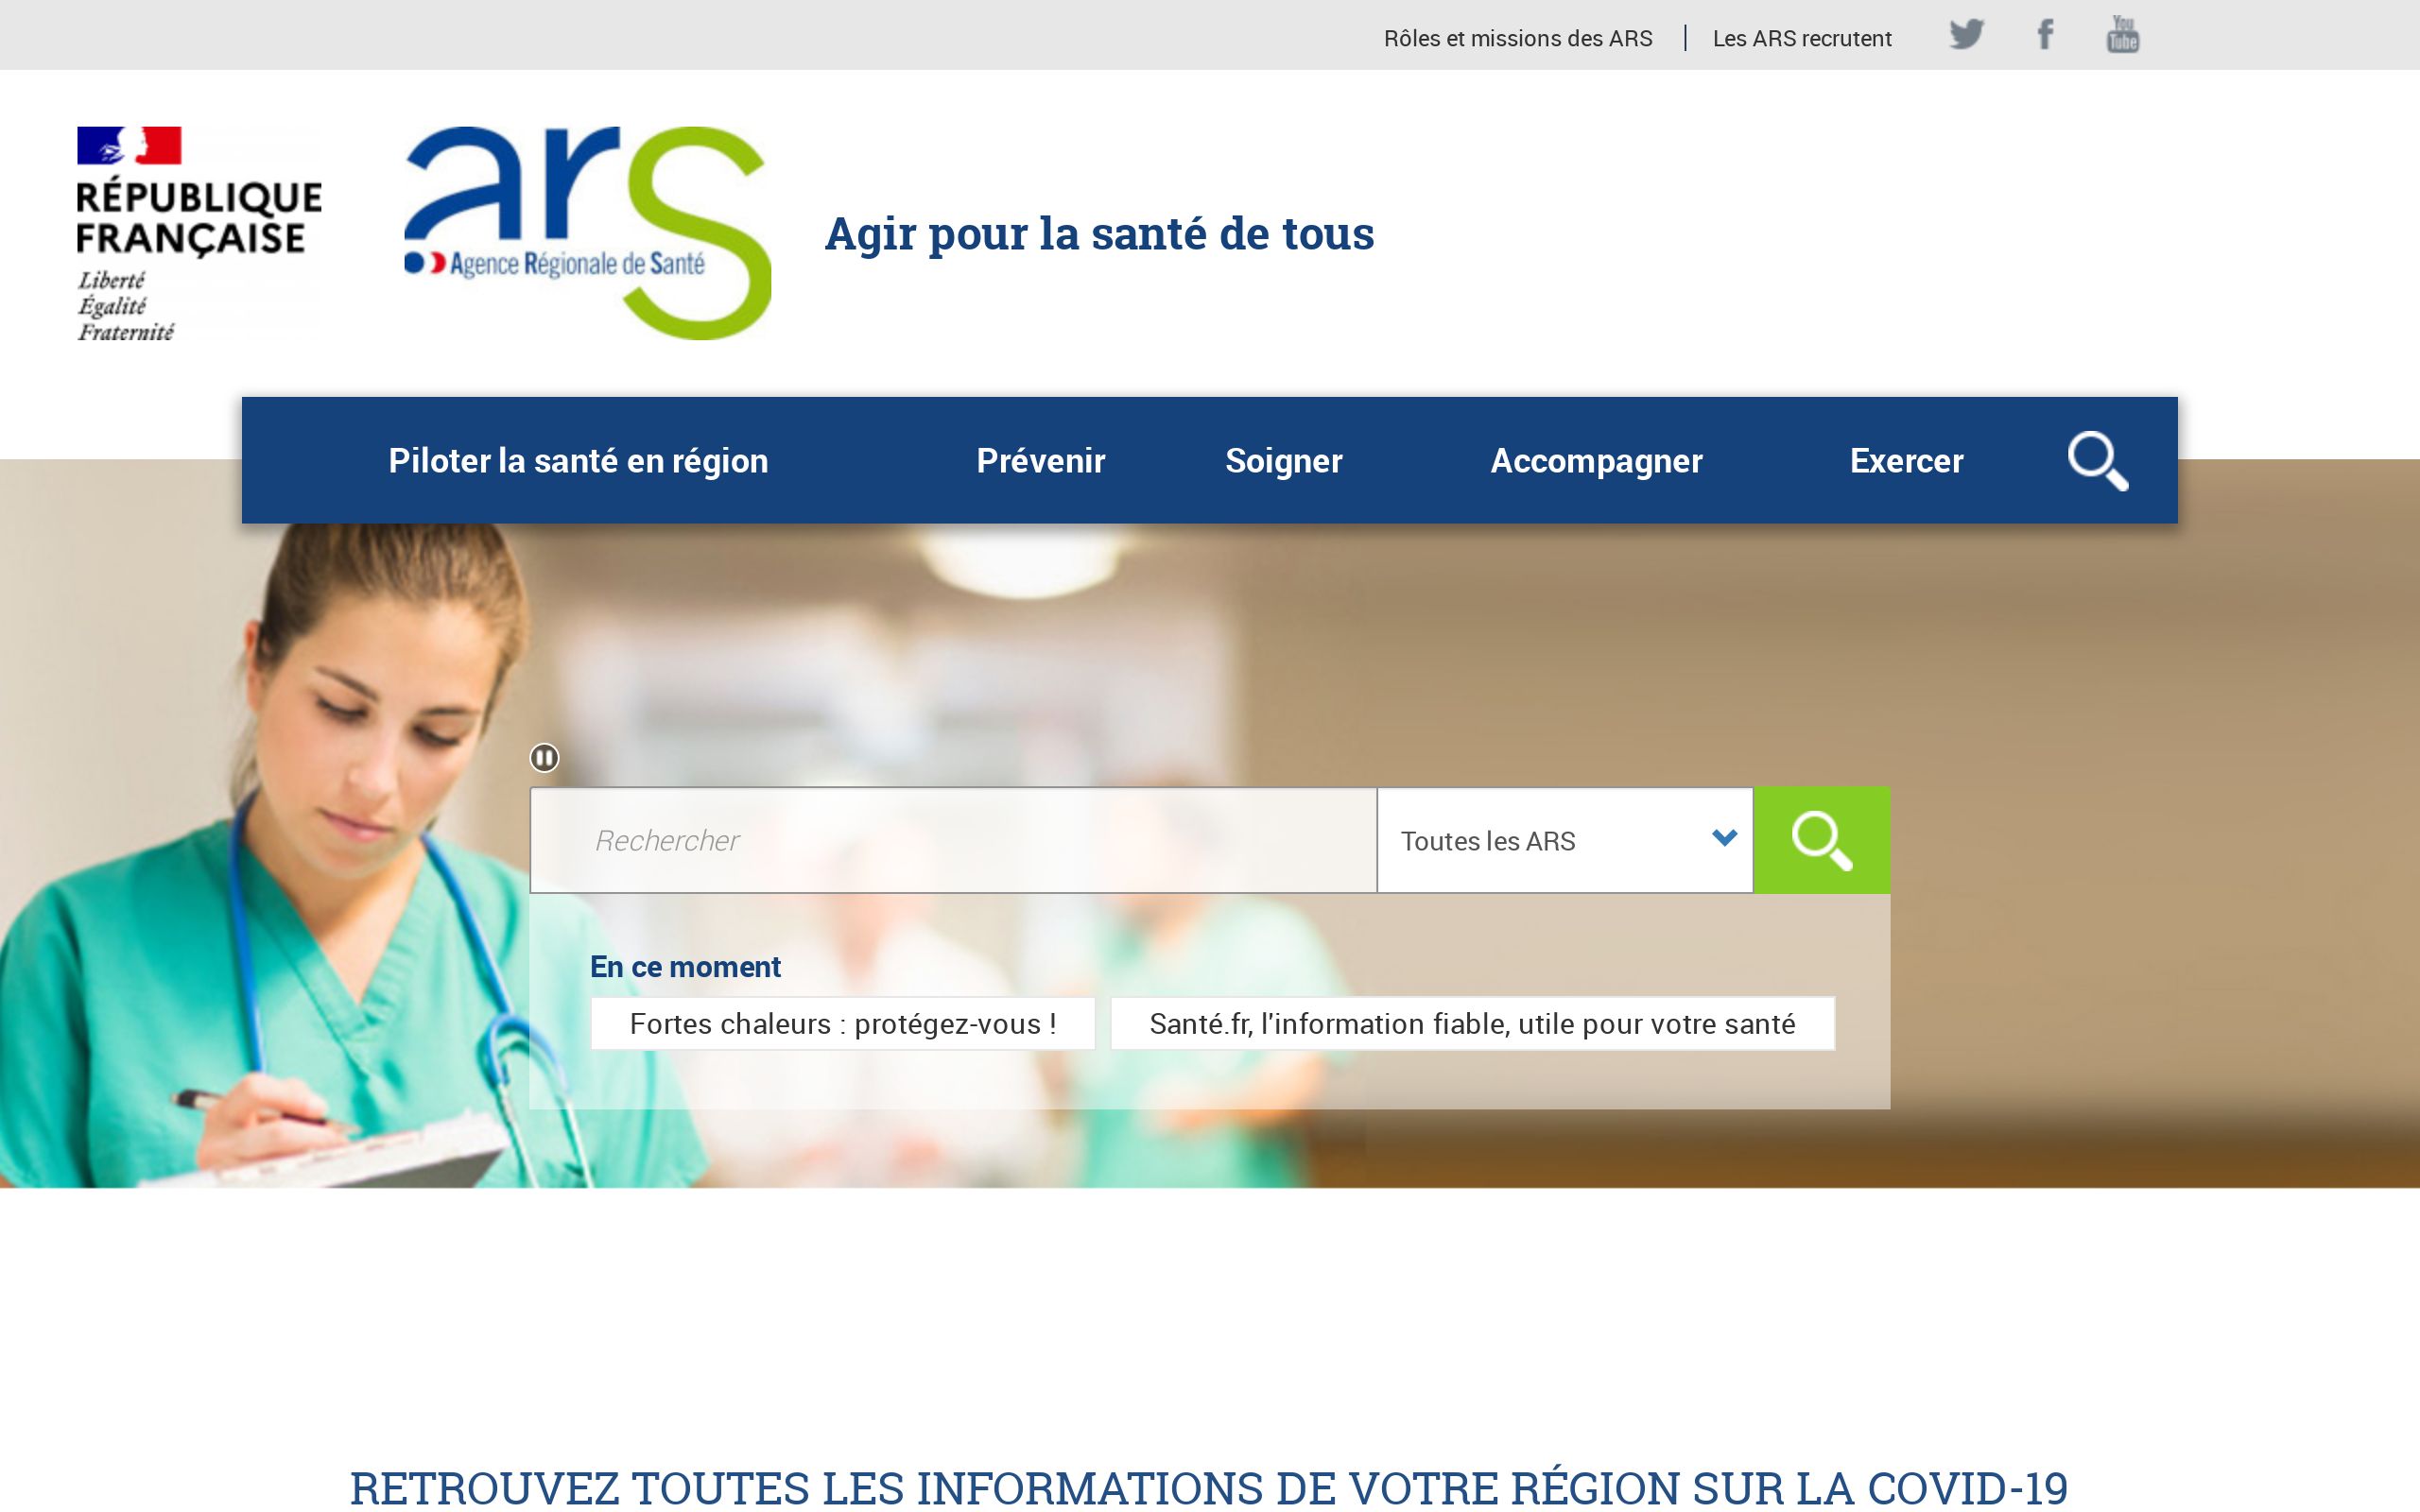 Rôles et missions des ARS
Les ARS recrutent
You
Tube
RÉPUBLIQUE
FRANÇAISE
Liberté
Égalité
Fraternité
ars
Agence Régionale de Santé
Agir pour la santé de tous
Piloter la santé en région
Prévenir
Soigner
Accompagner
Exercer
Rechercher
Toutes les ARS
En ce moment
Fortes chaleurs : protégez-vous !
Santé.fr, l'information fiable, utile pour votre santé
RETROUVEZ TOUTES LES INFORMATIONS DE VOTRE RÉGION SUR LA COVID-19